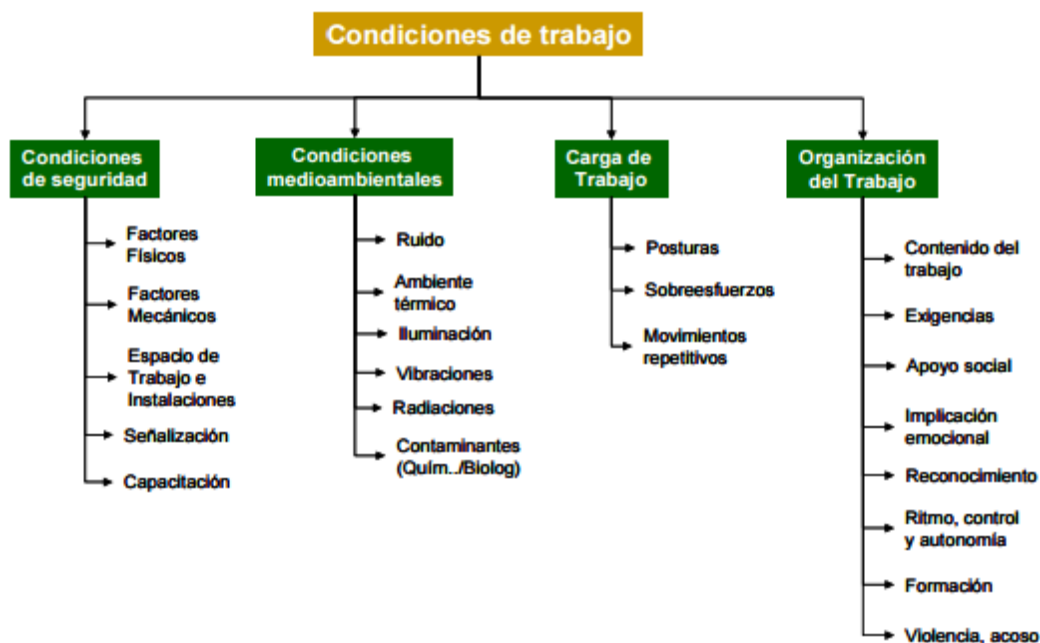 Condiciones de trabajo
Condiciones
de seguridad
Factores
Físicos
Factores
Mecánicos
Espacio de
Trabajo e
Instalaciones
Señalización
Capacitación
Condiciones
medioambientales
Ruido
Ambiente
térmico
Iluminación
Vibraciones
Radiaciones
Contaminantes
(Quím../Biolog)
Carga de
Trabajo
Posturas
Sobreesfuerzos
Movimientos
repetitivos
Organización
del Trabajo
Contenido del
trabajo
Exigencias
Apoyo social
Implicación
emocional
Reconocimiento
Ritmo, control
y autonomía
Formación
Violencia, acoso